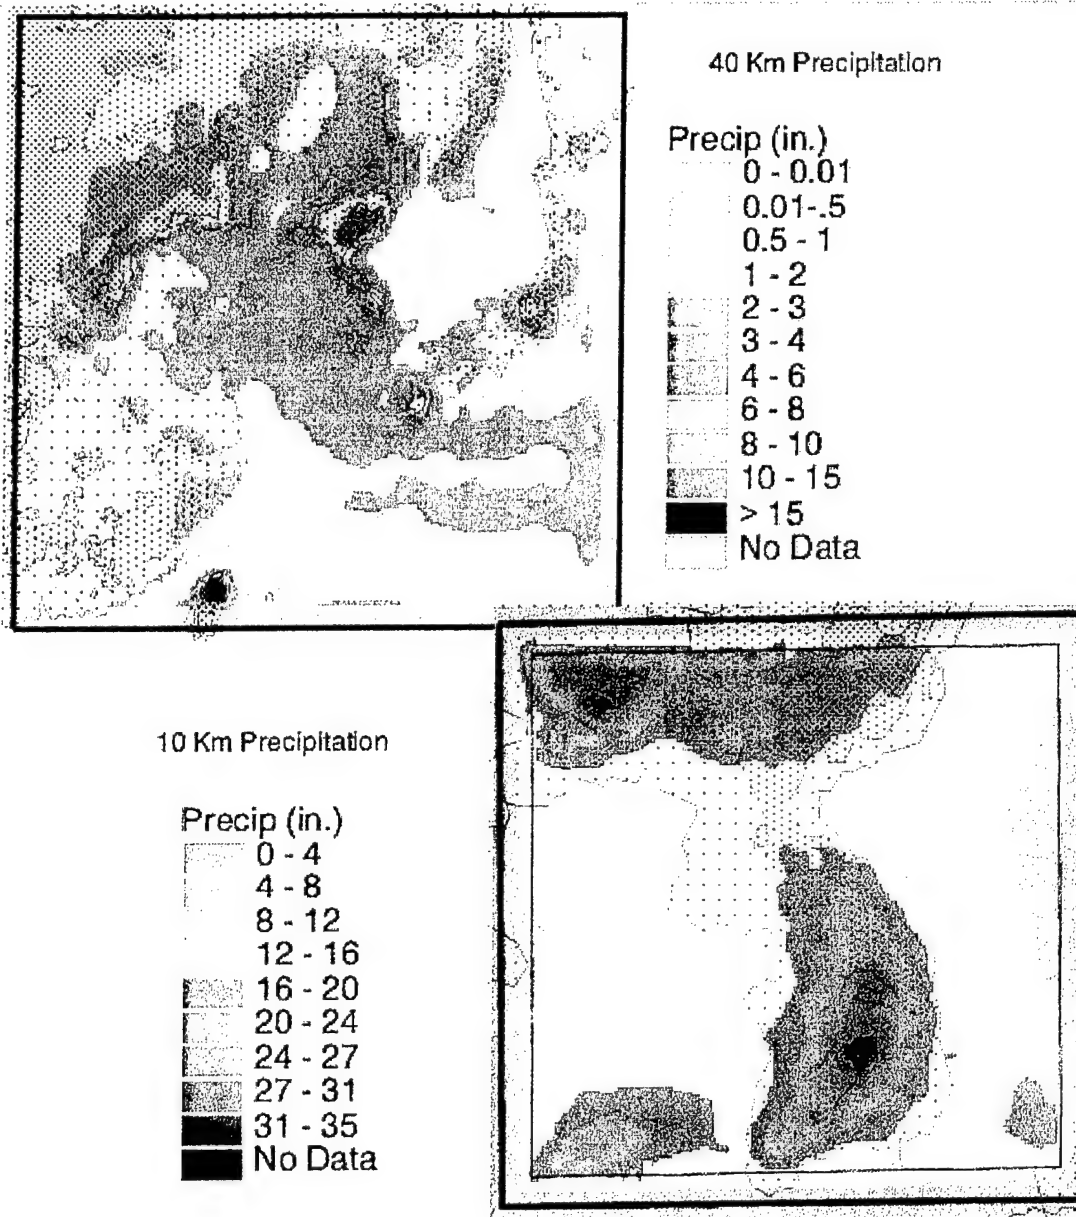 40 Km Precipitation
Precip (in.)
0 - 0.01
0.01-.5
0.5 - 1
1 - 2
2 - 3
3 - 4
4 - 6
6 - 8
8 - 10
10 - 15
> 15
No Data
10 Km Precipitation
Precip (in.)
0 - 4
4 - 8
8 - 12
12 - 16
16 - 20
20 - 24
24 - 27
27 - 31
31 - 35
No Data